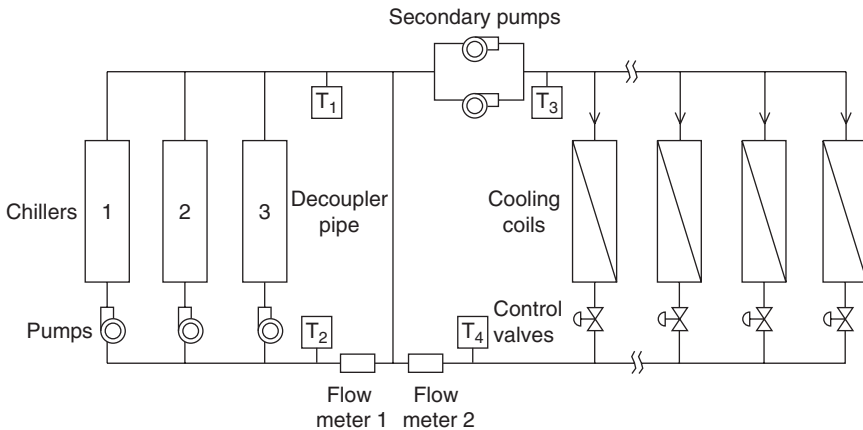 Secondary pumps
T1
T3
Chillers
1
2
3
Decoupler
pipe
Cooling
coils
Pumps
T2
T4
Control
valves
Flow
meter 1
Flow
meter 2